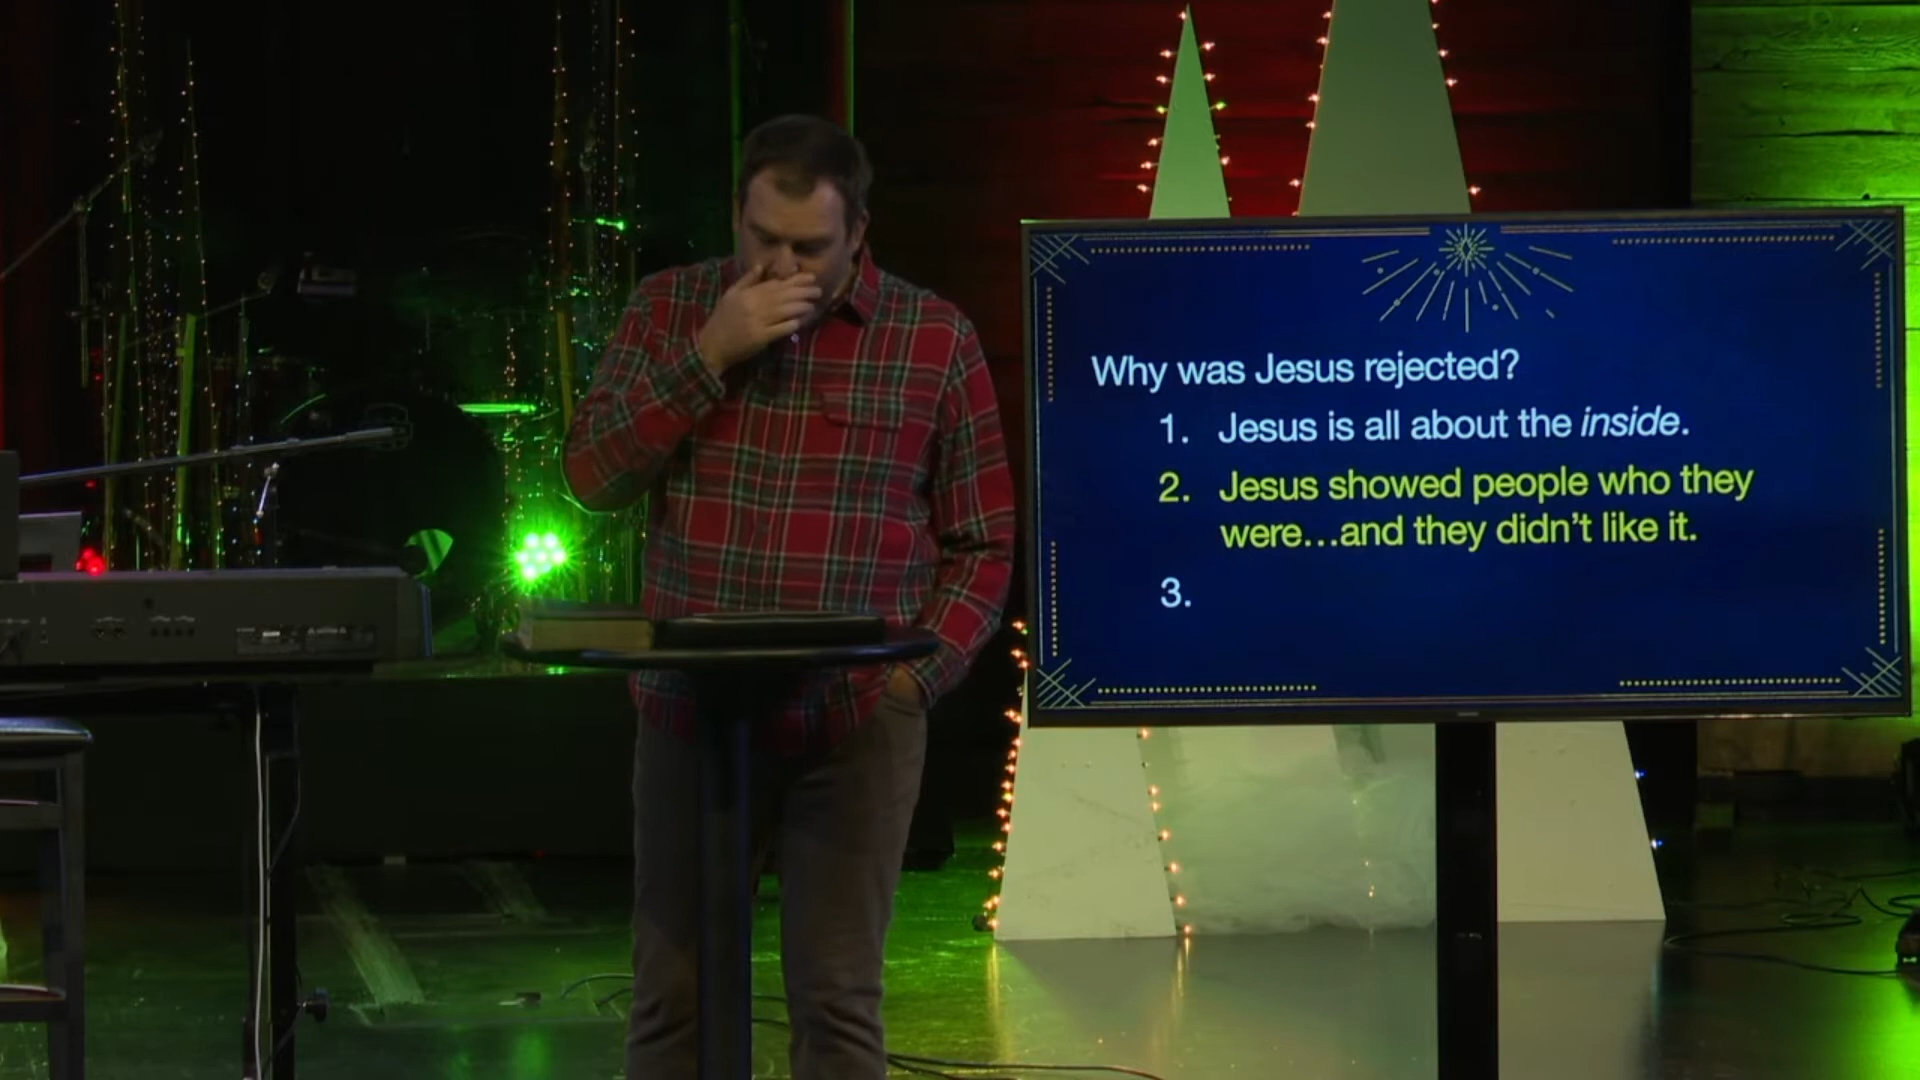 Why was Jesus rejected?
1. Jesus is all about the inside.
2. Jesus showed people who they
were...and they didn't like it.
3.